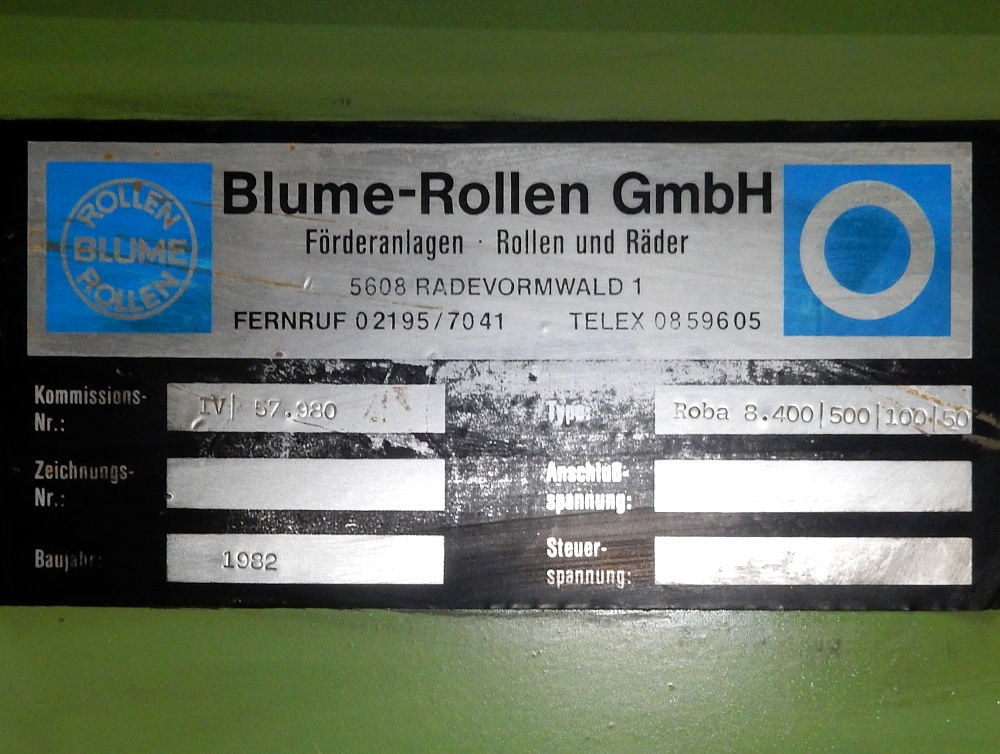 ROLLEN
BLUME
ROLLEN
Blume-Rollen GmbH
Förderanlagen · Rollen und Räder
5608 RADEVORMWALD 1
FERNRUF 02195/7041 TELEX 0859605
Kommissions-
Nr.: IV| 57.980
Type: Roba 8.400|500|100|50
Zeichnungs-
Nr.:
Anschluß-
spannung:
Baujahr: 1982
Steuer-
spannung: